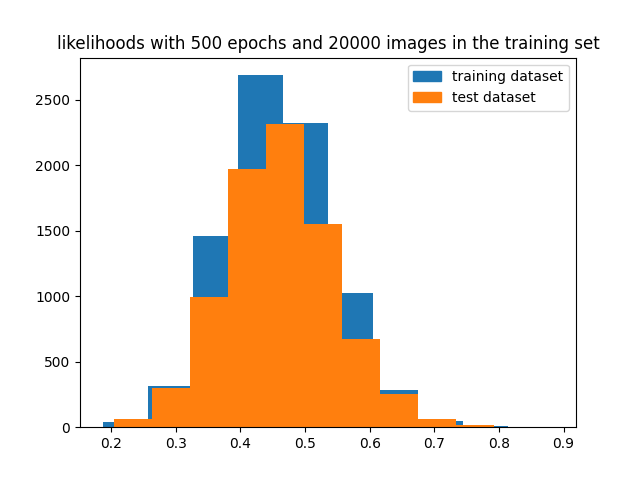 likelihoods with 500 epochs and 20000 images in the training set
training dataset
test dataset
2500
2000
1500
1000
500
0
0.2 0.3 0.4 0.5 0.6 0.7 0.8 0.9